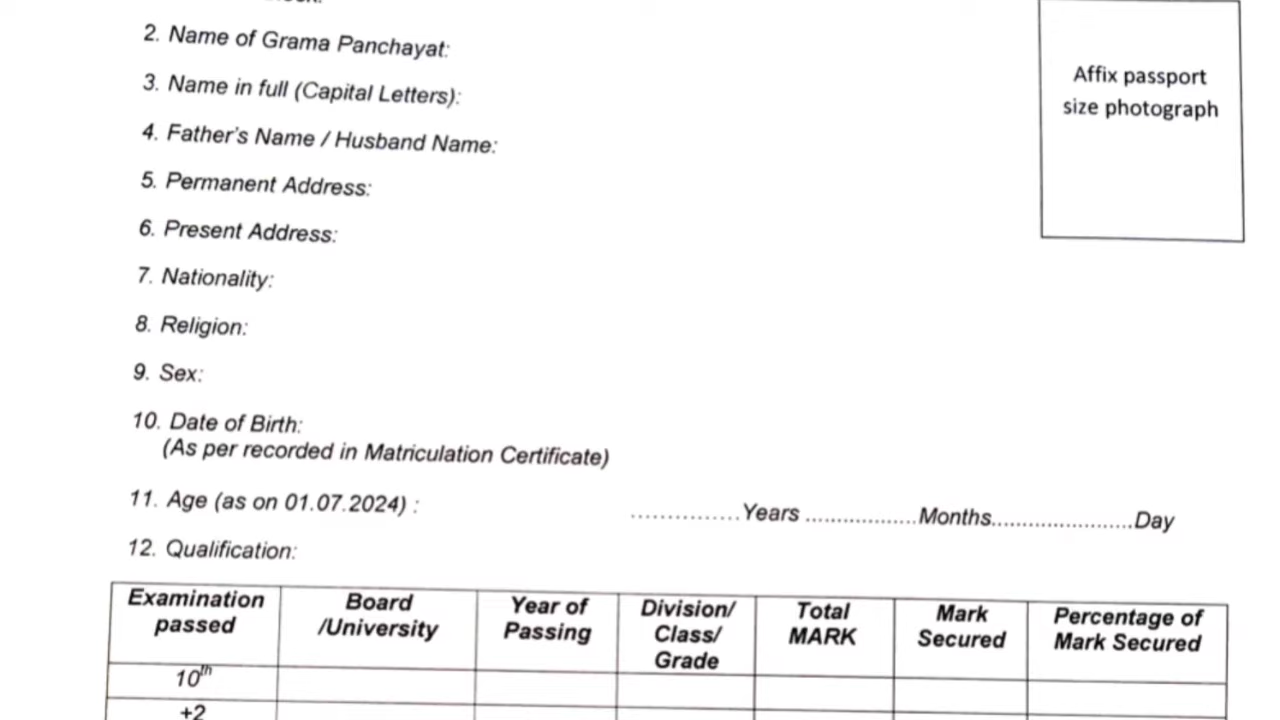 2. Name of Grama Panchayat:
3. Name in full (Capital Letters):
4. Father's Name / Husband Name:
5. Permanent Address:
6. Present Address:
7. Nationality:
8. Religion:
9. Sex:
10. Date of Birth:
(As per recorded in Matriculation Certificate)
11. Age (as on 01.07.2024) : ...............Years ..................Months......................Day
12. Qualification:
Affix passport
size photograph
Examination passed | Board /University | Year of Passing | Division/ Class/ Grade | Total MARK | Mark Secured | Percentage of Mark Secured
10th
+2